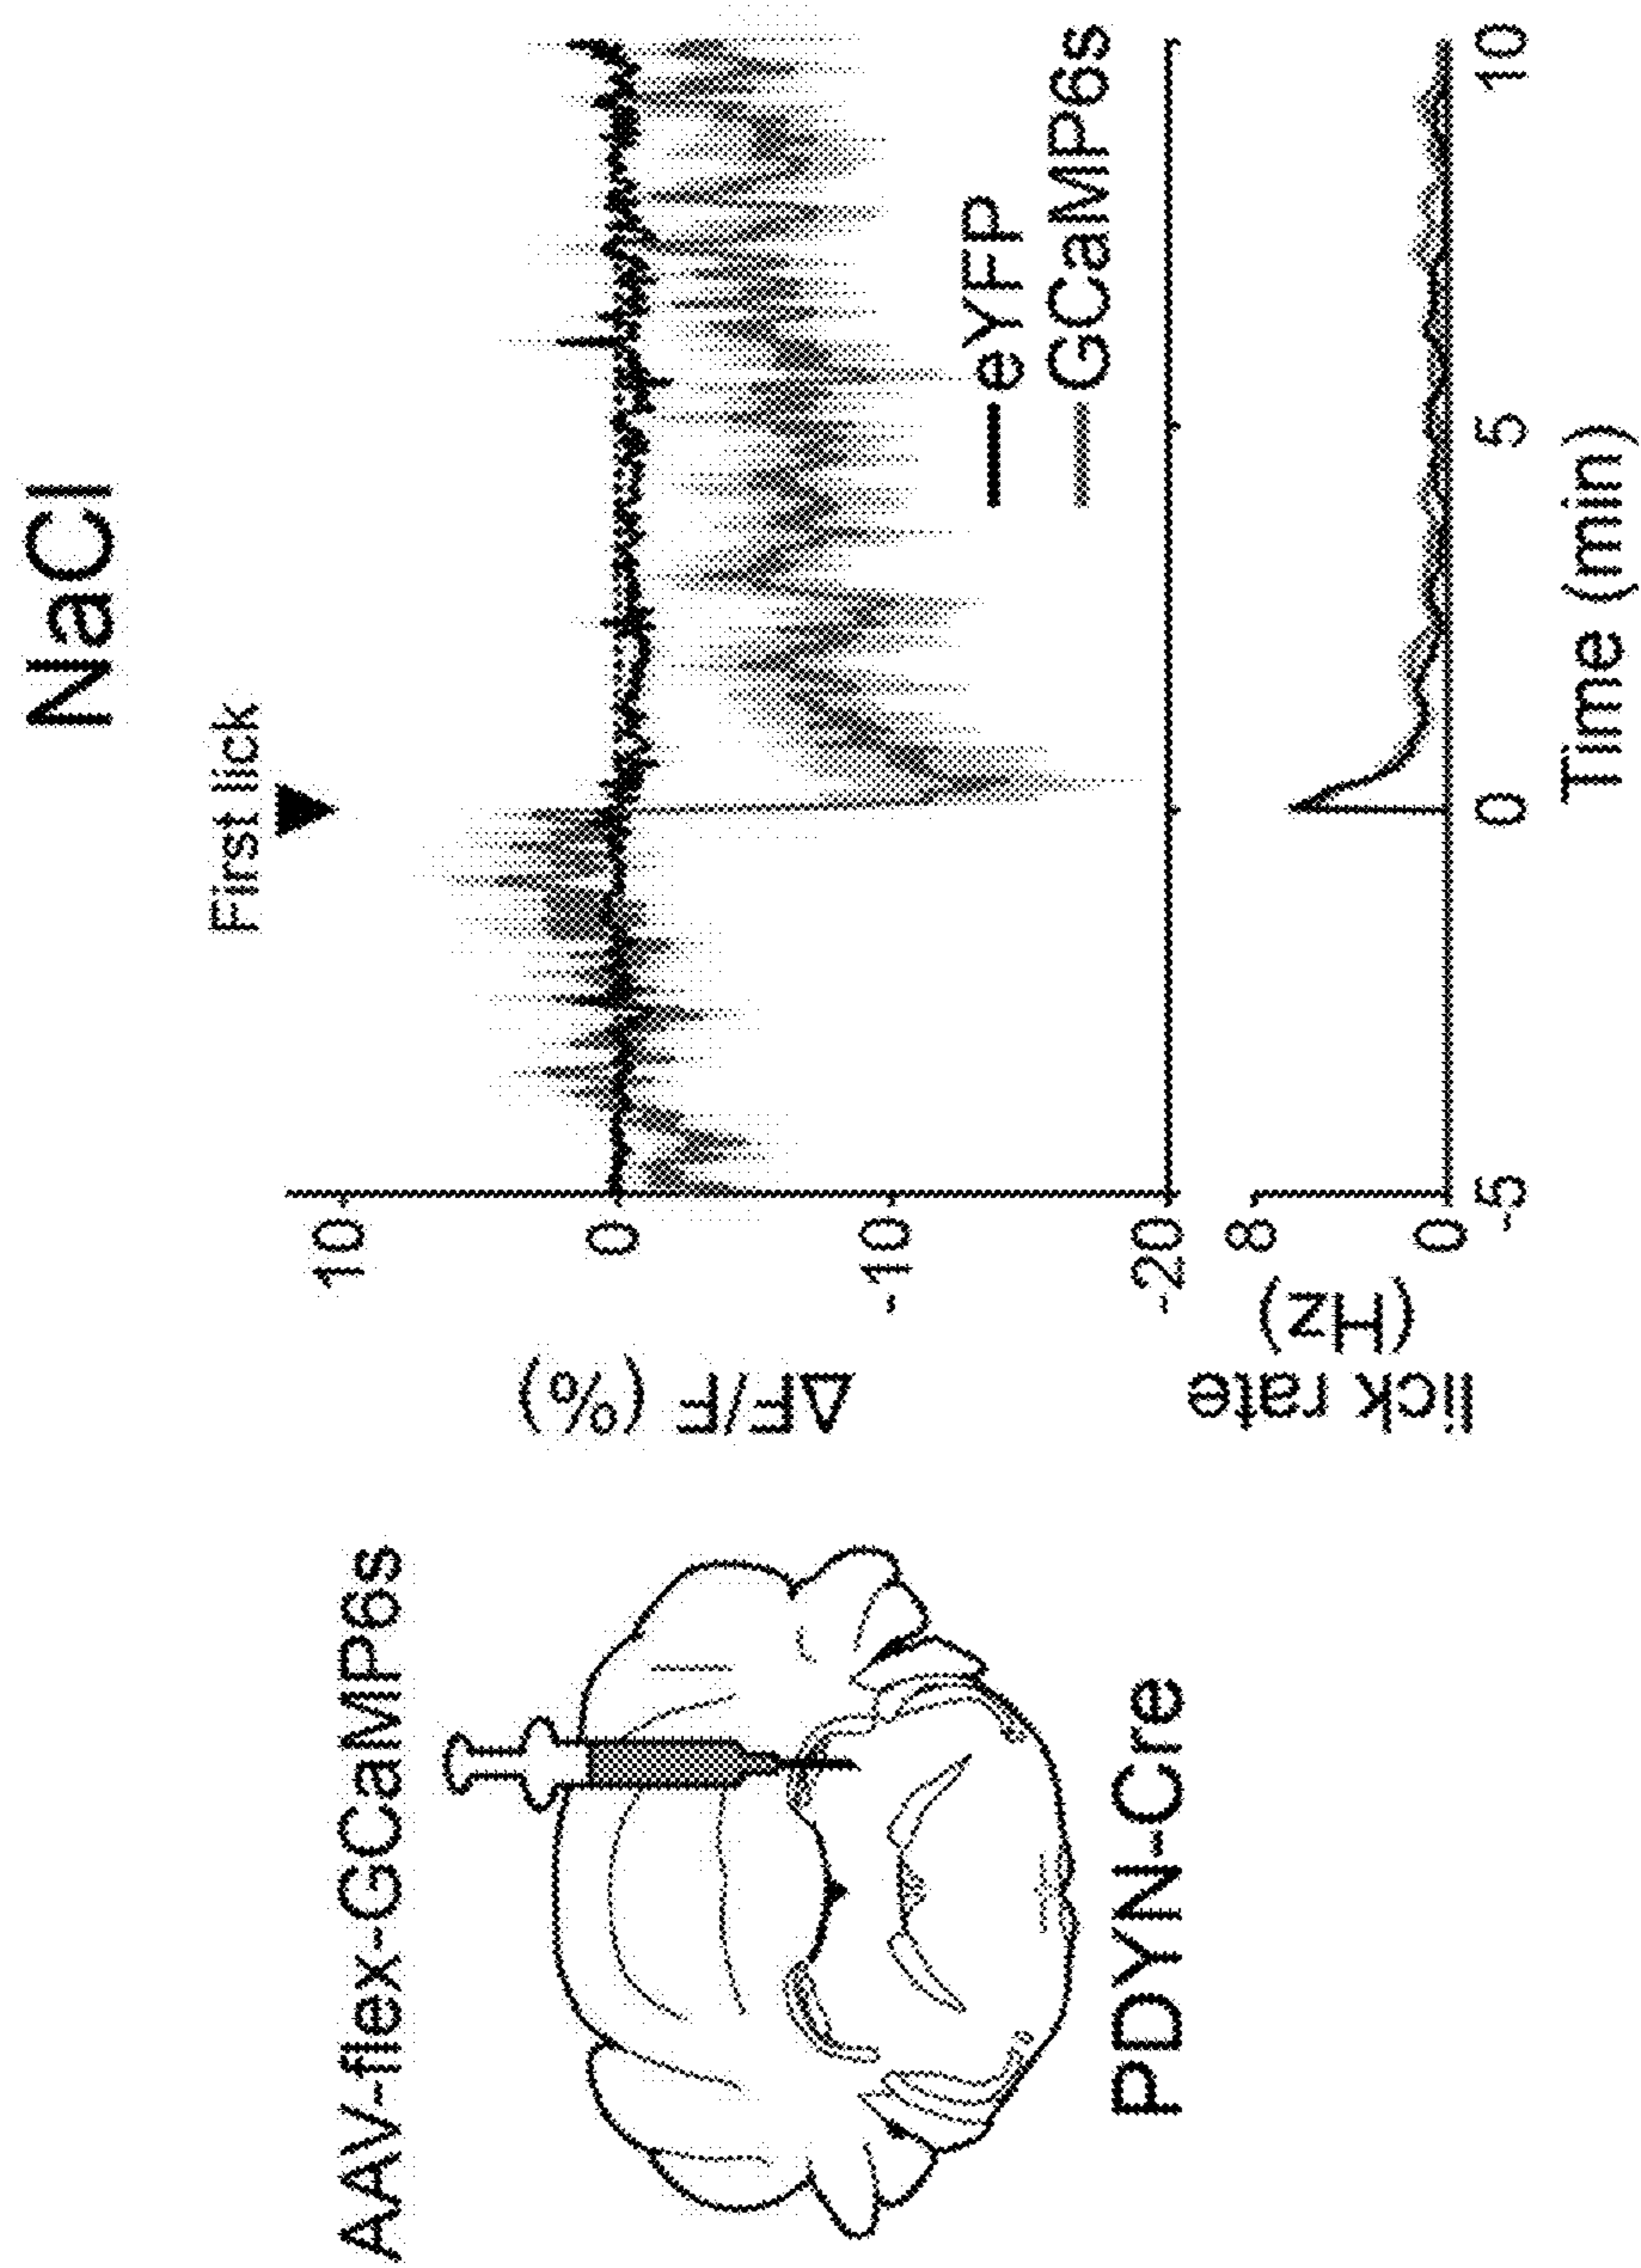 AAV-flex-GCaMP6s
PDYN-Cre
NaCl
First lick
ΔF/F (%)
10
0
-10
-20
eYFP
GCaMP6s
lick rate
(Hz)
8
0
-5
0
5
10
Time (min)